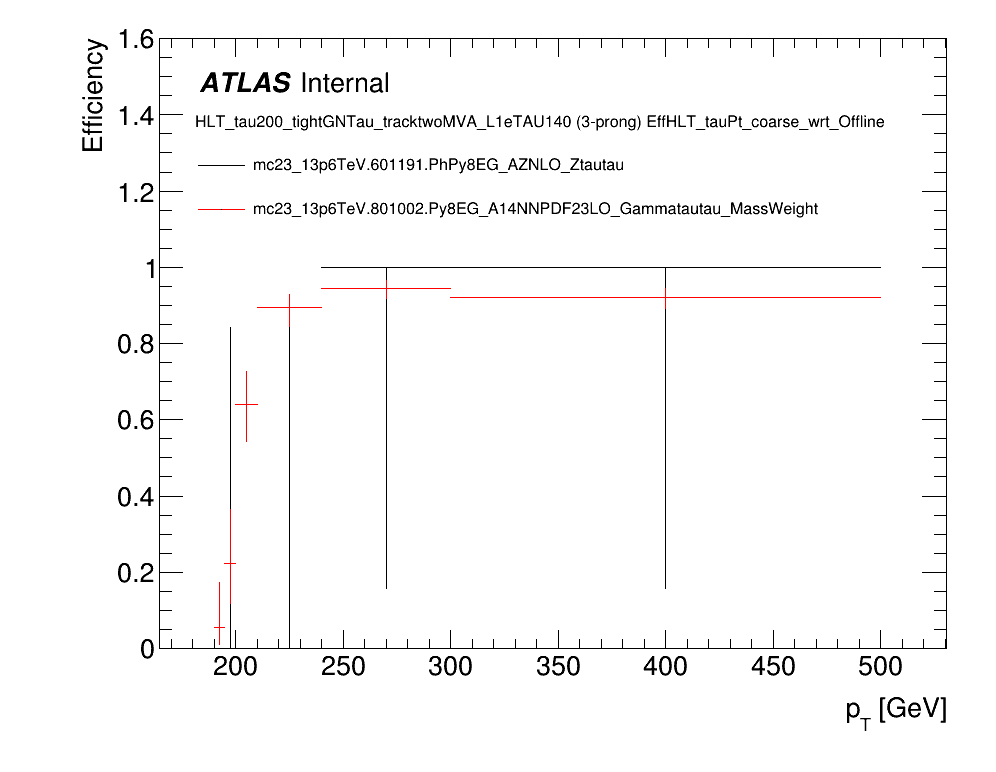 Efficiency
1.6
1.4
1.2
1
0.8
0.6
0.4
0.2
0
ATLAS Internal
HLT_tau200_tightGNTau_tracktwoMVA_L1eTAU140 (3-prong) EffHLT_tauPt_coarse_wrt_Offline
mc23_13p6TeV.601191.PhPy8EG_AZNLO_Ztautau
mc23_13p6TeV.801002.Py8EG_A14NNPDF23LO_Gammatautau_MassWeight
200 250 300 350 400 450 500
p_T [GeV]